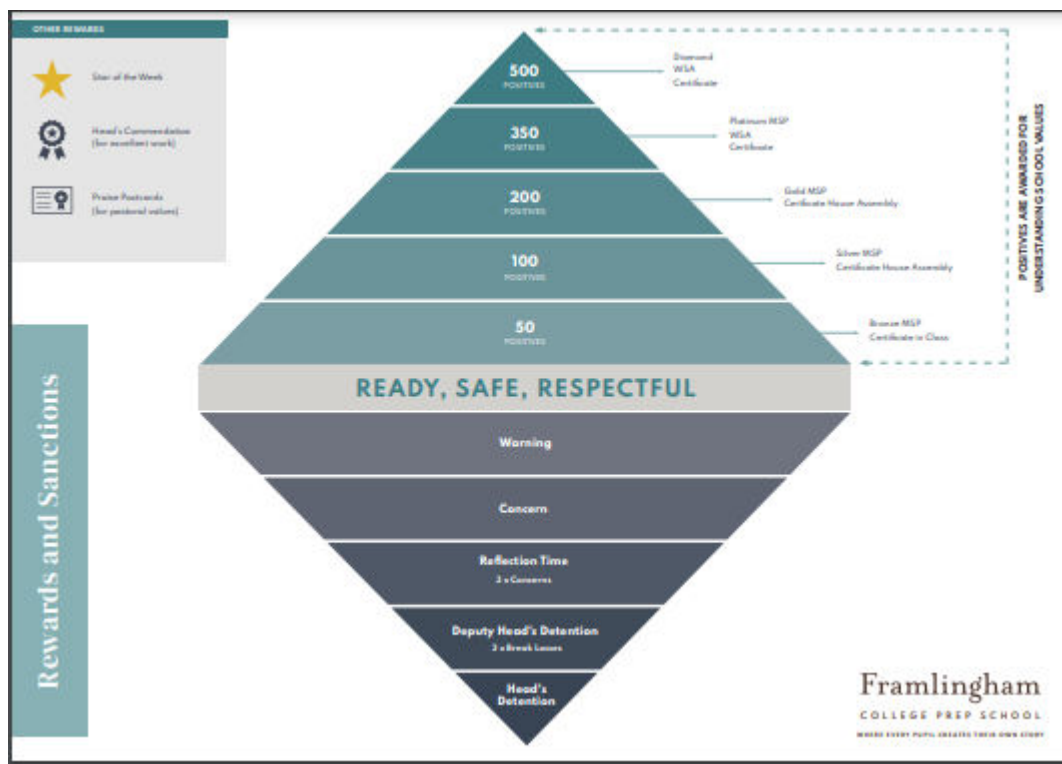 OTHER REWARDS
Star of the Week
Head's Commendation
(for excellent work)
Praise Postcards
(for pastoral values)
500
POSITIVES
Diamond
WSA
Certificate
350
POSITIVES
Platinum MSP
WSA
Certificate
200
POSITIVES
Gold MSP
Certificate House Assembly
100
POSITIVES
Silver MSP
Certificate House Assembly
50
POSITIVES
Bronze MSP
Certificate in Class
POSITIVES ARE AWARDED FOR
UNDERSTANDING SCHOOL VALUES
READY, SAFE, RESPECTFUL
Rewards and Sanctions
Warning
Concern
Reflection Time
x Concerns
Deputy Head's Detention
x Break Losses
Head's
Detention
Framlingham
COLLEGE PREP SCHOOL
WHERE EVERY PUPIL CREATES THEIR OWN STORY